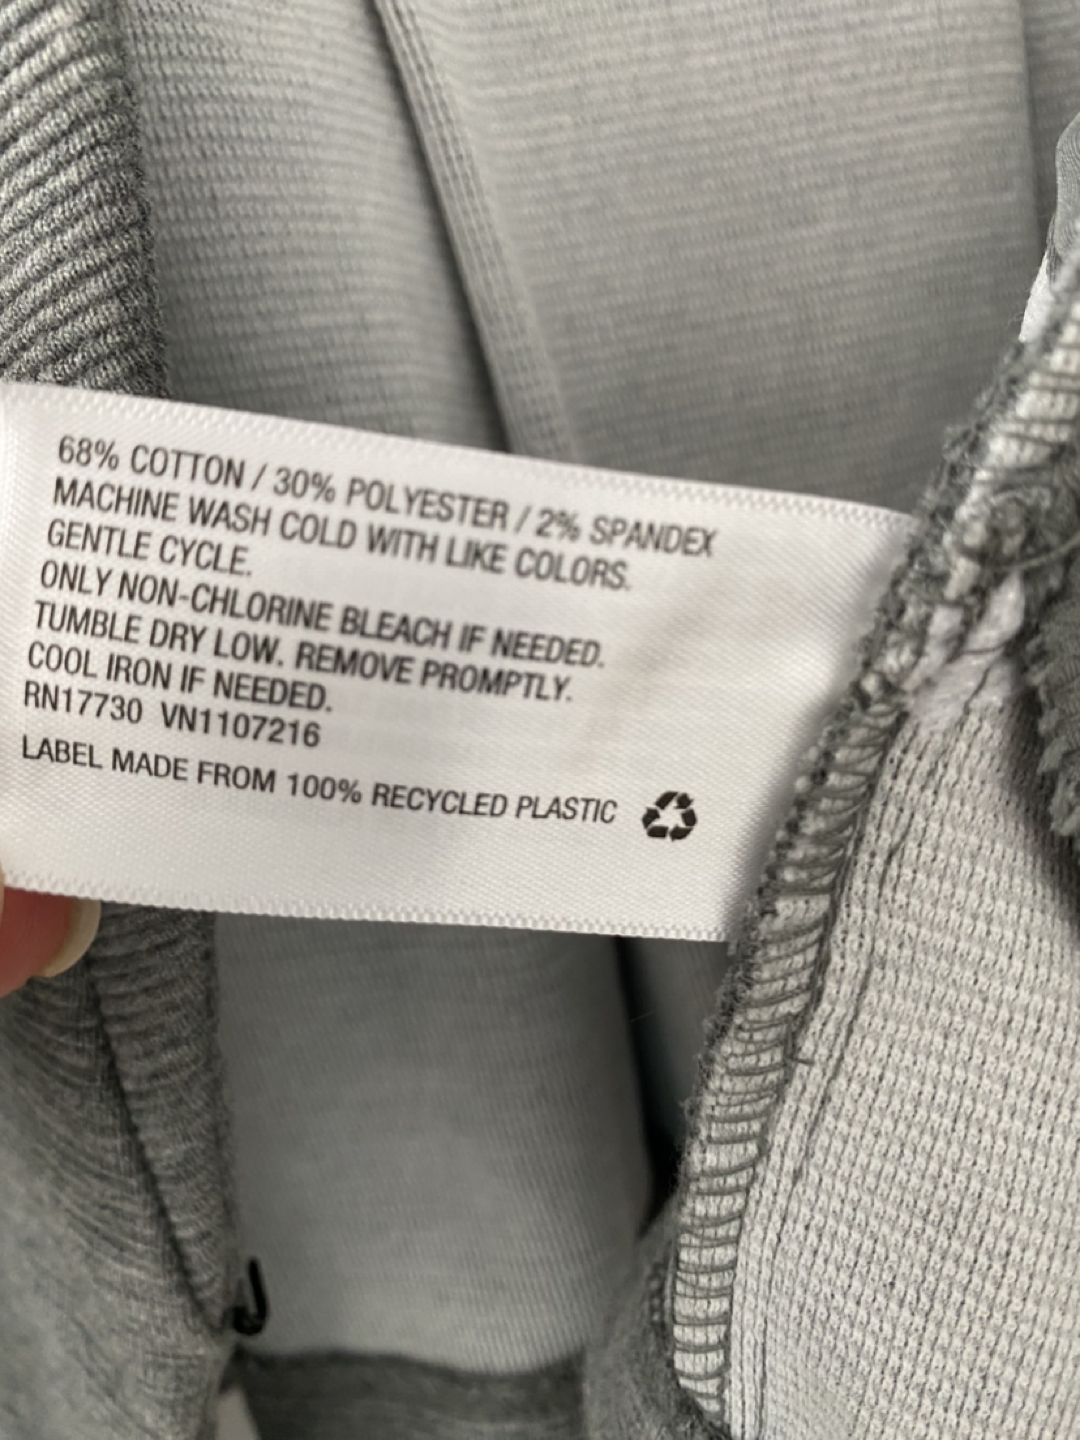 68% COTTON / 30% POLYESTER / 2% SPANDEX
MACHINE WASH COLD WITH LIKE COLORS.
GENTLE CYCLE.
ONLY NON-CHLORINE BLEACH IF NEEDED.
TUMBLE DRY LOW. REMOVE PROMPTLY.
COOL IRON IF NEEDED.
RN17730 VN1107216
LABEL MADE FROM 100% RECYCLED PLASTIC